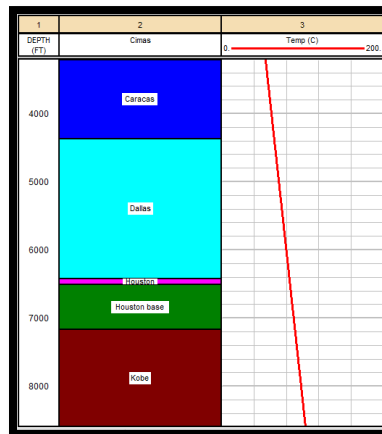 1 2 3
DEPTH (FT) Cimas Temp (C)
0. 200.
Caracas
4000
5000
Dallas
6000
Houston
Houston base
7000
Kobe
8000